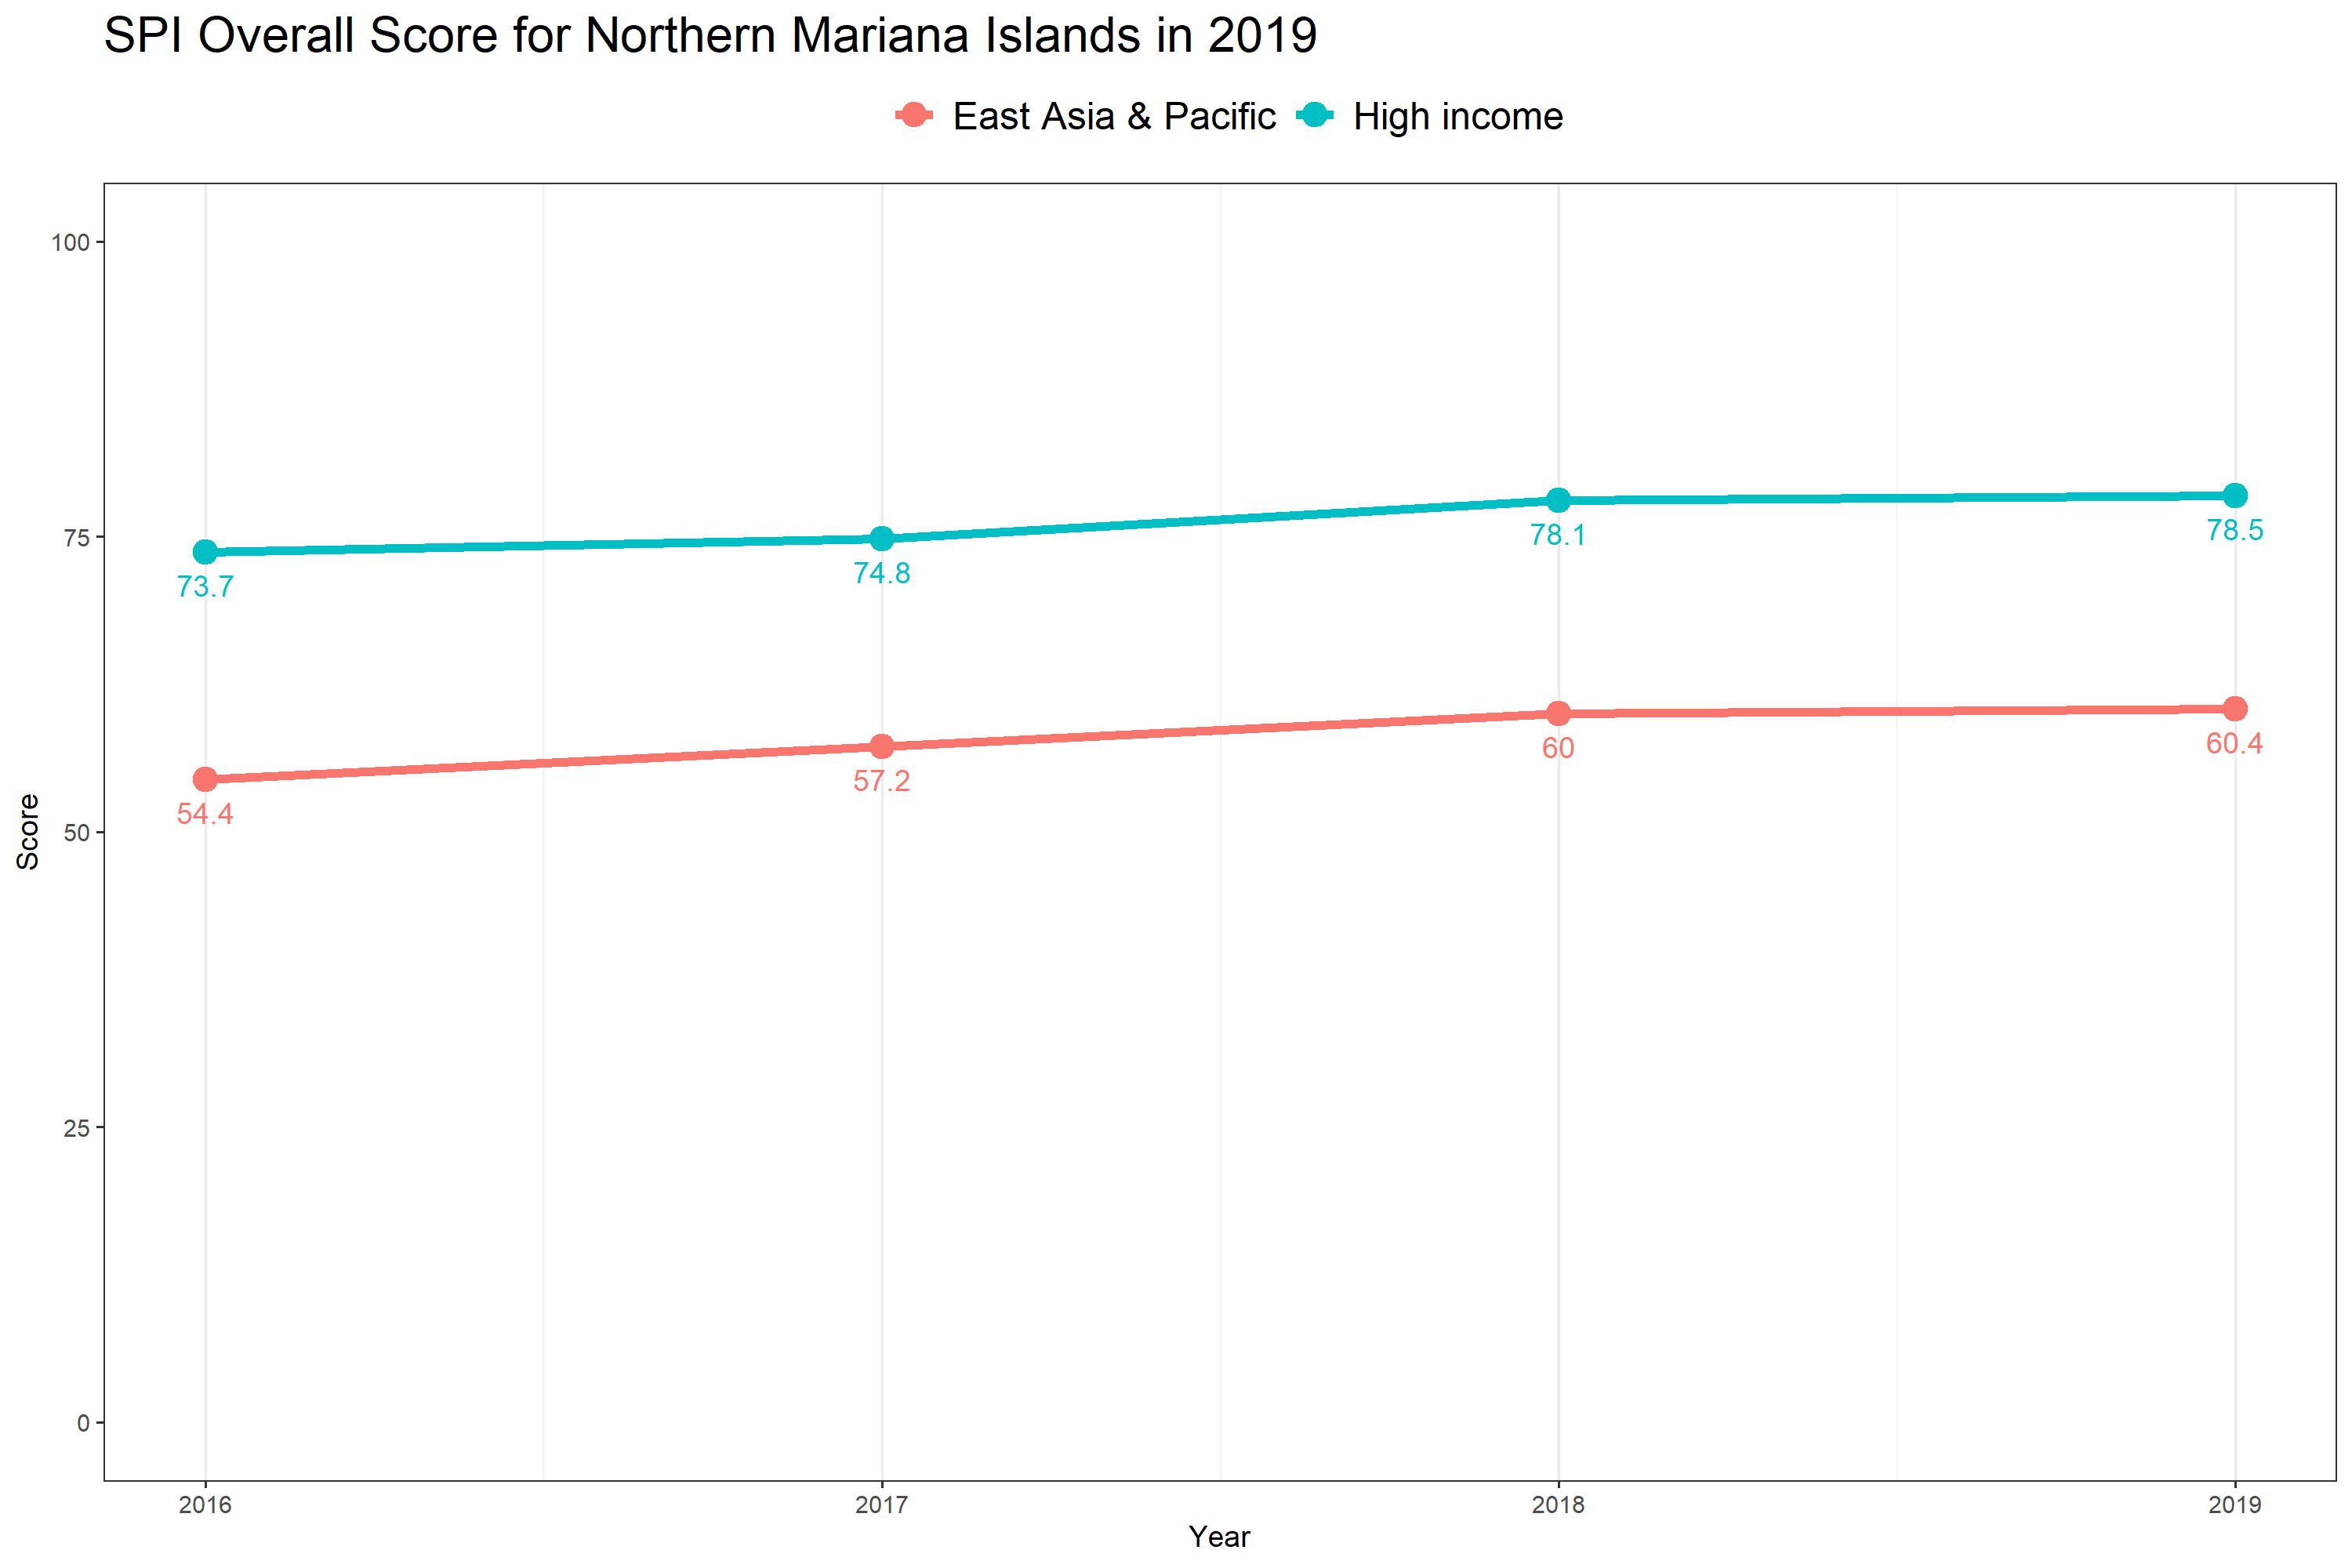 SPI Overall Score for Northern Mariana Islands in 2019
East Asia & Pacific High income
100
75
50
25
0
Score
73.7
74.8
78.1
78.5
54.4
57.2
60
60.4
2016 2017 2018 2019
Year